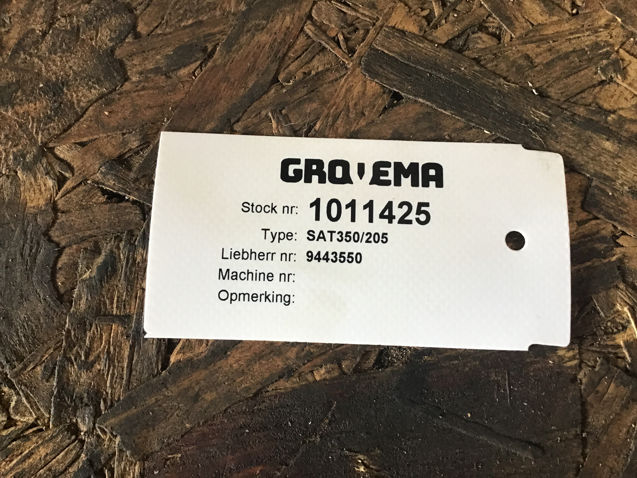 GROVEMA
Stock nr: 1011425
Type: SAT350/205
Liebherr nr: 9443550
Machine nr:
Opmerking: